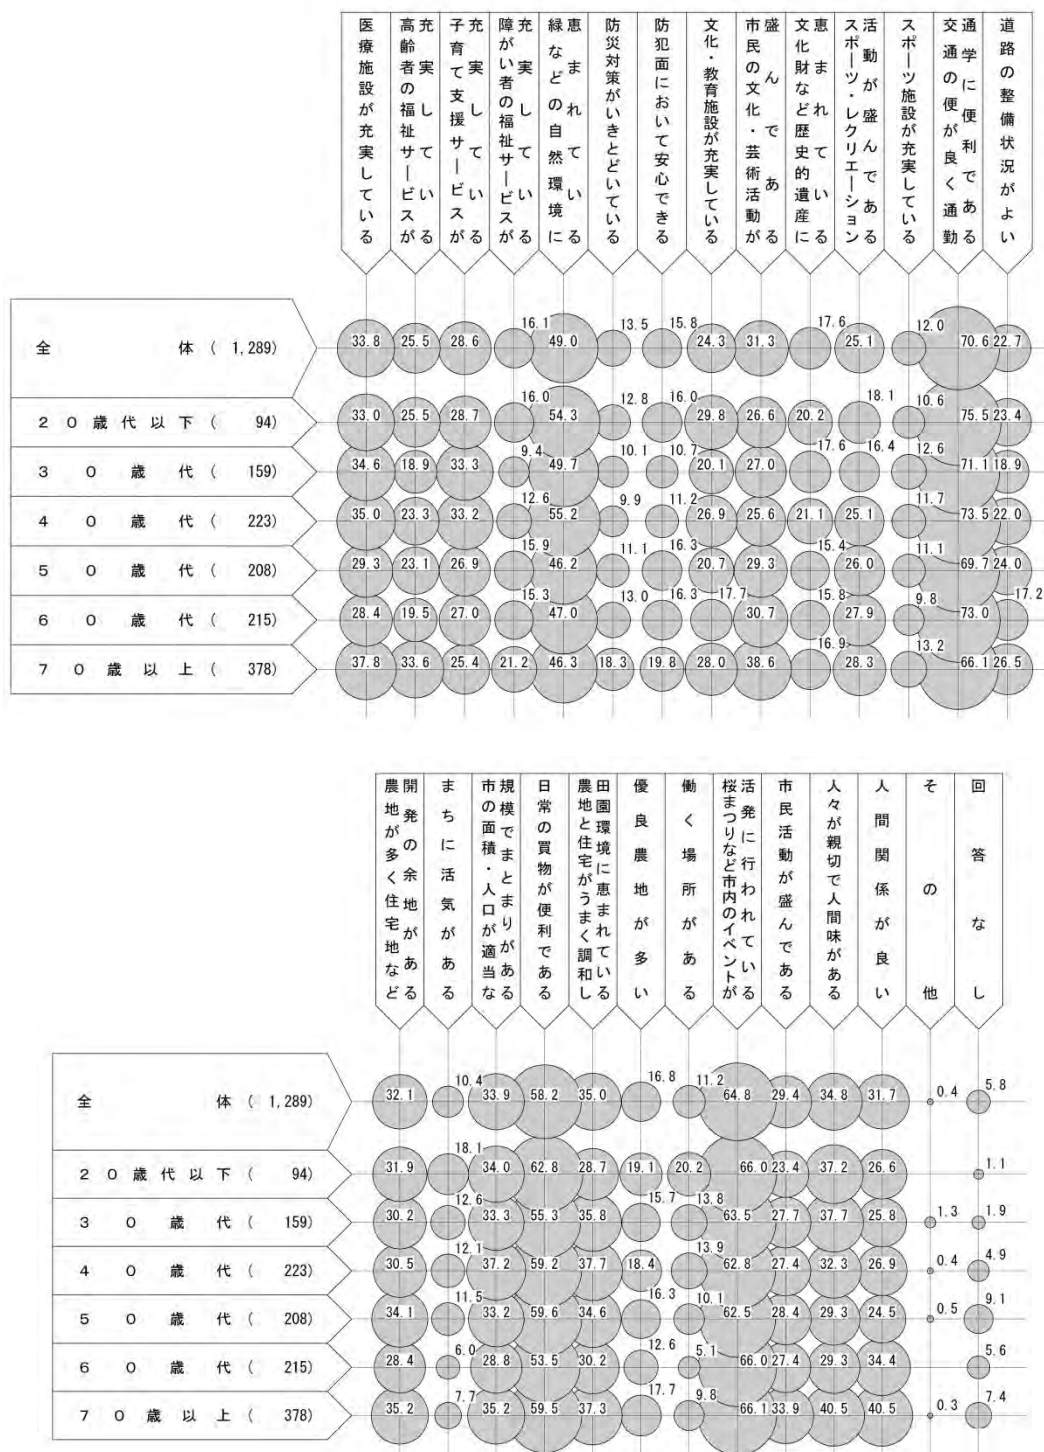 医療施設が充実している
高齢者の福祉サービスが
充実している
子育て支援サービスが
充実している
障がい者の福祉サービスが
充実している
緑などの自然環境に
恵まれている
防災対策がいきとどいている
防犯面において安心できる
文化・教育施設が充実している
市民の文化・芸術活動が
盛んである
文化財など歴史的遺産に
恵まれている
スポーツ・レクリエーション
活動が盛んである
スポーツ施設が充実している
交通の便が良く通勤
通学に便利である
道路の整備状況がよい
全体( 1,289) 33.8 25.5 28.6 16.1 49.0 13.5 15.8 24.3 31.3 17.6 25.1 12.0 70.6 22.7
20歳代以下( 94) 33.0 25.5 28.7 16.0 54.3 12.8 16.0 29.8 26.6 20.2 18.1 10.6 75.5 23.4
30歳代( 159) 34.6 18.9 33.3 9.4 49.7 10.1 10.7 20.1 27.0 17.6 16.4 12.6 71.1 18.9
40歳代( 223) 35.0 23.3 33.2 12.6 55.2 9.9 11.2 26.9 25.6 21.1 25.1 11.7 73.5 22.0
50歳代( 208) 29.3 23.1 26.9 15.9 46.2 11.1 16.3 20.7 29.3 15.4 26.0 11.1 69.7 24.0
60歳代( 215) 28.4 19.5 27.0 15.3 47.0 13.0 16.3 17.7 30.7 15.8 27.9 9.8 73.0 17.2
70歳以上( 378) 37.8 33.6 25.4 21.2 46.3 18.3 19.8 28.0 38.6 16.9 28.3 13.2 66.1 26.5
農地が多く住宅地など
開発の余地がある
まちに活気がある
市の面積・人口が適当な
規模でまとまりがある
日常の買物が便利である
農地と住宅がうまく調和し
田園環境に恵まれている
優良農地が多い
働く場所がある
桜まつりなど市内のイベントが
活発に行われている
市民活動が盛んである
人々が親切で人間味がある
人間関係が良い
その他
回答なし
全体( 1,289) 32.1 10.4 33.9 58.2 35.0 16.8 11.2 64.8 29.4 34.8 31.7 0.4 5.8
20歳代以下( 94) 31.9 18.1 34.0 62.8 28.7 19.1 20.2 66.0 23.4 37.2 26.6 1.1
30歳代( 159) 30.2 12.6 33.3 55.3 35.8 15.7 13.8 63.5 27.7 37.7 25.8 1.3 1.9
40歳代( 223) 30.5 12.1 37.2 59.2 37.7 18.4 13.9 62.8 27.4 32.3 26.9 0.4 4.9
50歳代( 208) 34.1 11.5 33.2 59.6 34.6 16.3 10.1 62.5 28.4 29.3 24.5 0.5 9.1
60歳代( 215) 28.4 6.0 28.8 53.5 30.2 12.6 5.1 66.0 27.4 29.3 34.4 5.6
70歳以上( 378) 35.2 7.7 35.2 59.5 37.3 17.7 9.8 66.1 33.9 40.5 40.5 0.3 7.4